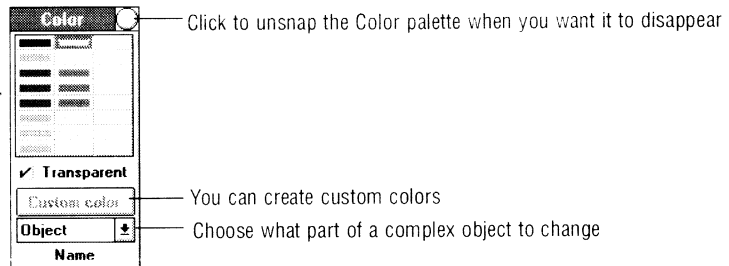 Color
Click to unsnap the Color palette when you want it to disappear
✔ Transparent
Custom color
You can create custom colors
Object
Choose what part of a complex object to change
Name